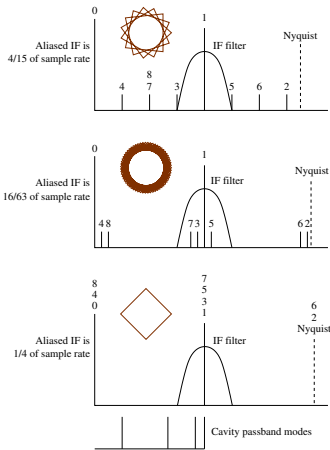 0
1
Nyquist
Aliased IF is
4/15 of sample rate
IF filter
8
4 7 3 5 6 2
0
1
Nyquist
Aliased IF is
16/63 of sample rate
IF filter
4 8 7 3 5 6 2
8 7
4 5 6
0 3 2
1 Nyquist
Aliased IF is
1/4 of sample rate
IF filter
Cavity passband modes